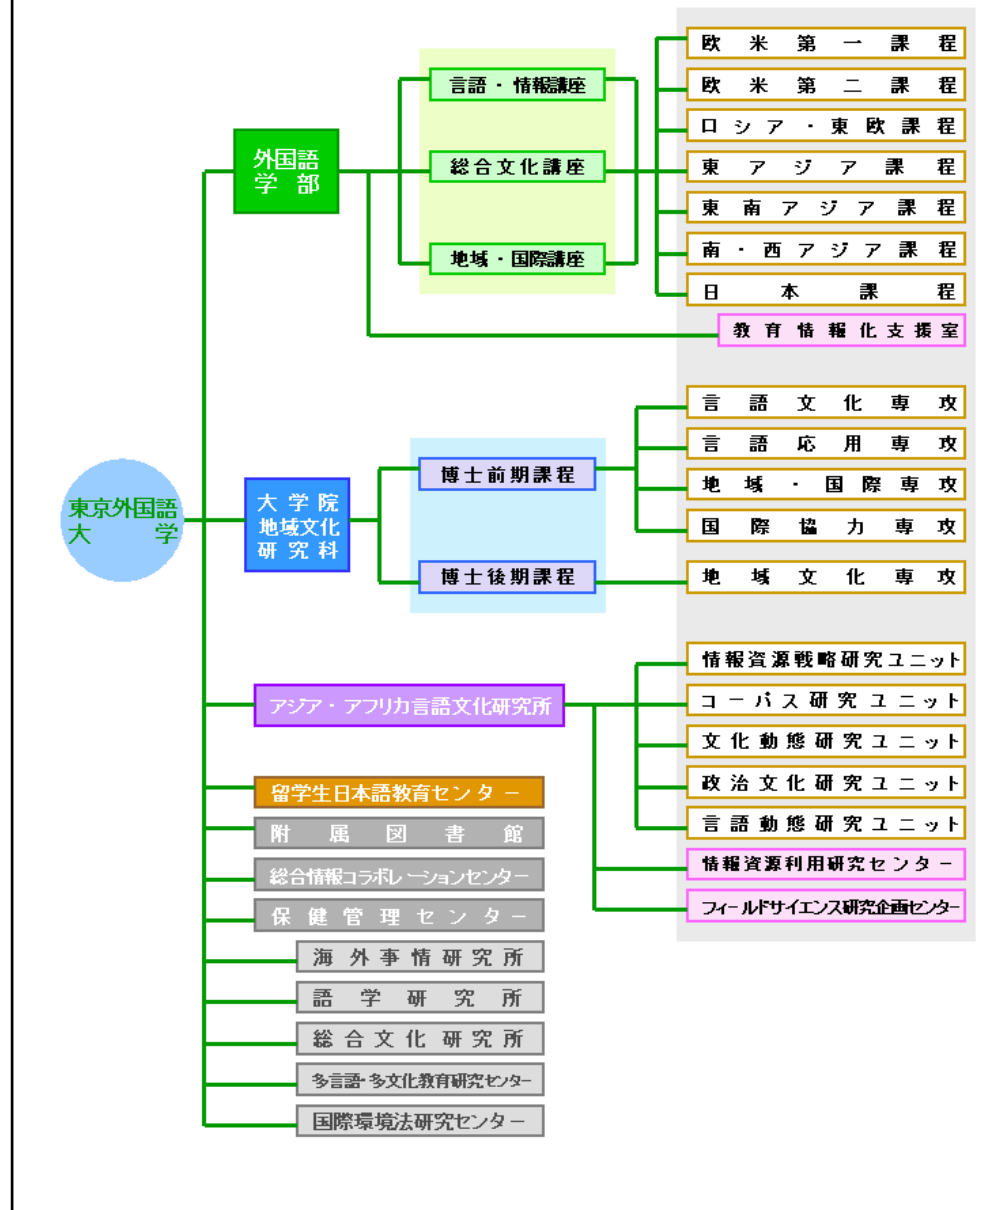 東京外国語
大学
外国語
学部
言語・情報講座
総合文化講座
地域・国際講座
欧米第一課程
欧米第二課程
ロシア・東欧課程
東アジア課程
東南アジア課程
南・西アジア課程
日本課程
教育情報化支援室
大学院
地域文化
研究科
博士前期課程
博士後期課程
言語文化専攻
言語応用専攻
地域・国際専攻
国際協力専攻
地域文化専攻
アジア・アフリカ言語文化研究所
情報資源戦略研究ユニット
コーパス研究ユニット
文化動態研究ユニット
政治文化研究ユニット
言語動態研究ユニット
情報資源利用研究センター
フィールドサイエンス研究企画センター
留学生日本語教育センター
附属図書館
総合情報コラボレーションセンター
保健管理センター
海外事情研究所
語学研究所
総合文化研究所
多言語・多文化教育研究センター
国際環境法研究センター